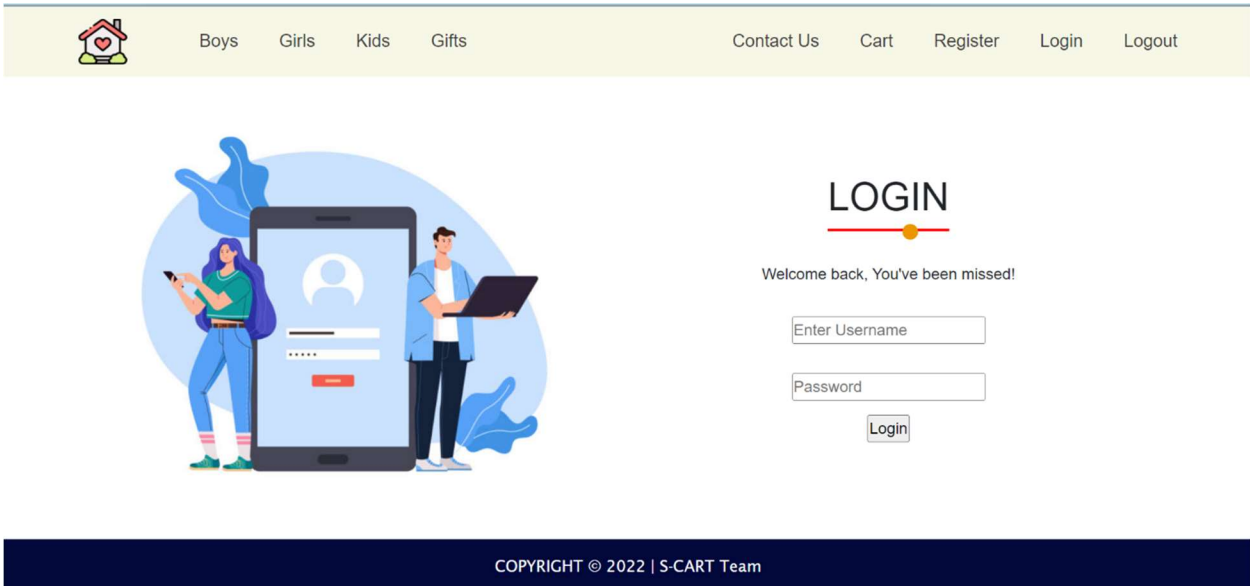 Boys Girls Kids Gifts Contact Us Cart Register Login Logout
LOGIN
Welcome back, You've been missed!
Enter Username
Password
Login
COPYRIGHT © 2022 | S-CART Team